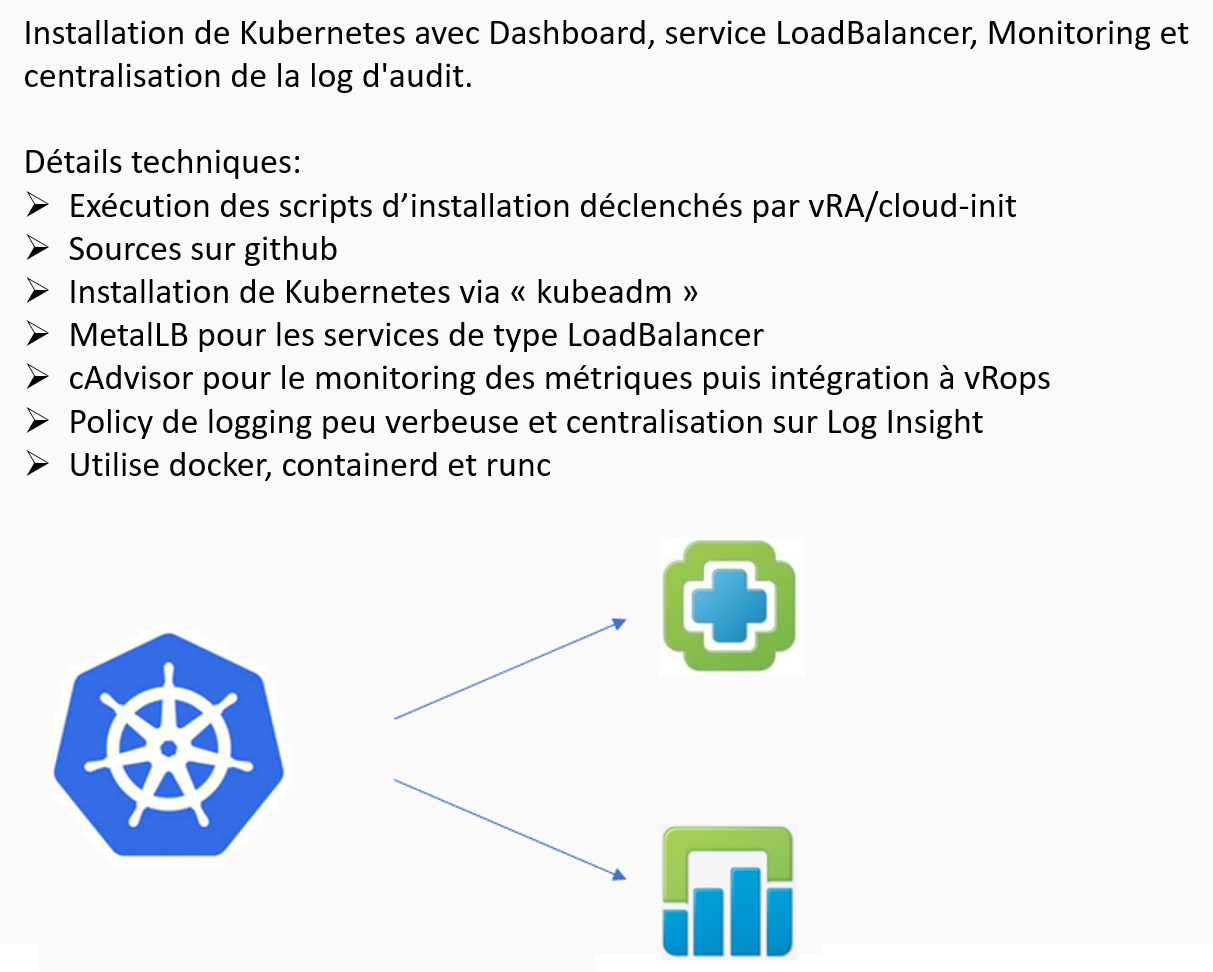 Installation de Kubernetes avec Dashboard, service LoadBalancer, Monitoring et
centralisation de la log d'audit.
Détails techniques:
➢ Exécution des scripts d’installation déclenchés par vRA/cloud-init
➢ Sources sur github
➢ Installation de Kubernetes via « kubeadm »
➢ MetalLB pour les services de type LoadBalancer
➢ cAdvisor pour le monitoring des métriques puis intégration à vRops
➢ Policy de logging peu verbeuse et centralisation sur Log Insight
➢ Utilise docker, containerd et runc